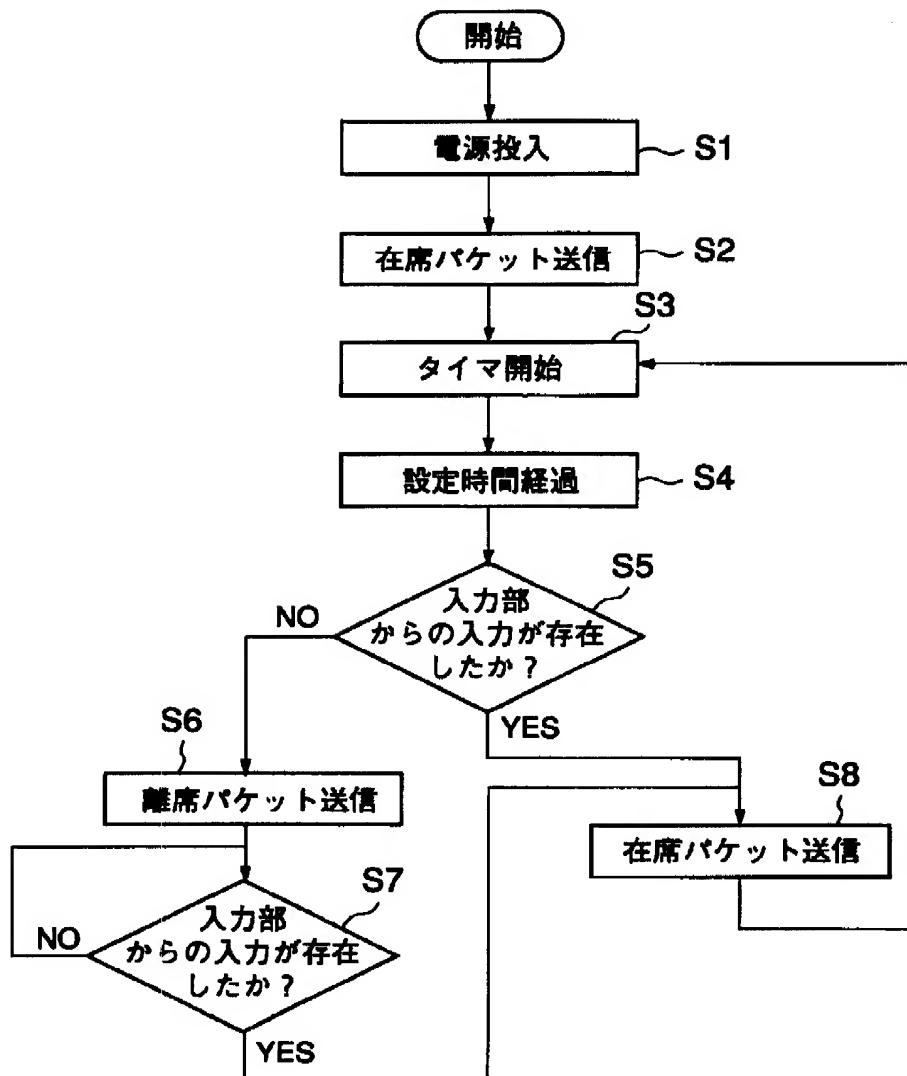 開始
電源投入
S1
在席パケット送信
S2
S3
タイマ開始
設定時間経過
S4
S5
入力部
からの入力が存在
したか？
NO
YES
S6
離席パケット送信
S8
在席パケット送信
S7
入力部
からの入力が存在
したか？
NO
YES